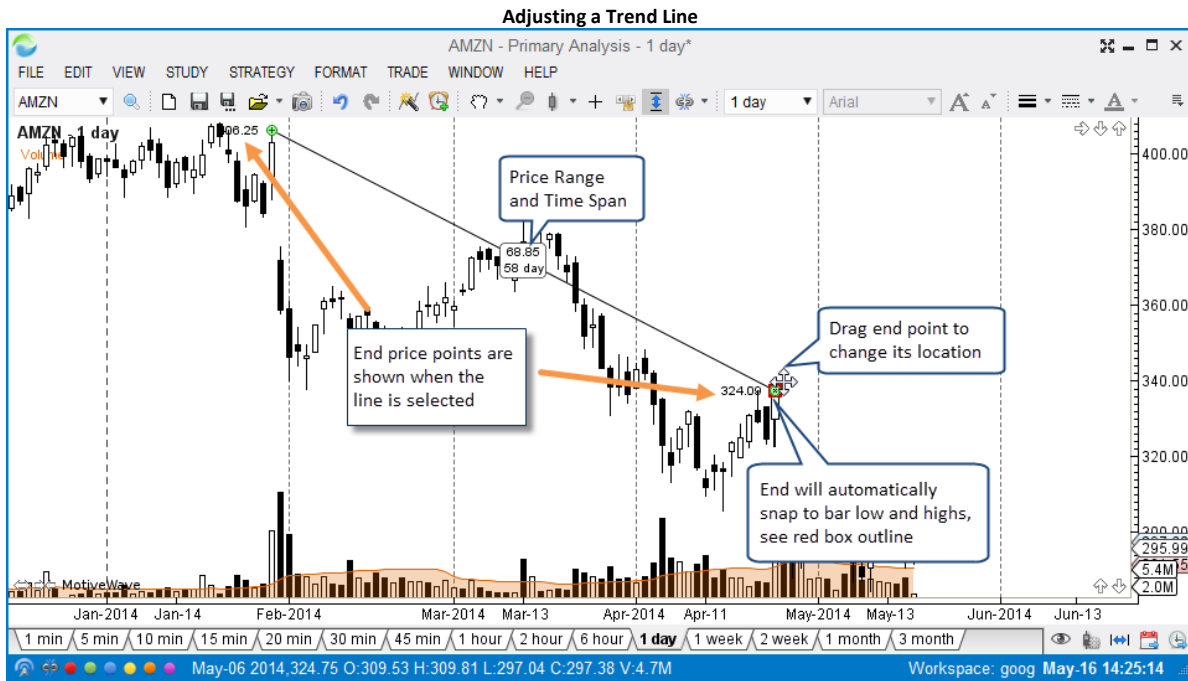 Adjusting a Trend Line
AMZN - Primary Analysis - 1 day*
FILE EDIT VIEW STUDY STRATEGY FORMAT TRADE WINDOW HELP
AMZN 1 day Arial A A A
AMZN - 1 day
Volume
06.25
400.00
Price Range
and Time Span
380.00
68.85
58 day
360.00
Drag end point to
change its location
End price points are
shown when the
line is selected
340.00
324.09
320.00
End will automatically
snap to bar low and highs,
see red box outline
300.00
295.99
5.4M
2.0M
MotiveWave
Jan-2014 Jan-14 Feb-2014 Mar-2014 Mar-13 Apr-2014 Apr-11 May-2014 May-13 Jun-2014 Jun-13
1 min 5 min 10 min 15 min 20 min 30 min 45 min 1 hour 2 hour 6 hour 1 day 1 week 2 week 1 month 3 month
May-06 2014,324.75 O:309.53 H:309.81 L:297.04 C:297.38 V:4.7M Workspace: goog May-16 14:25:14